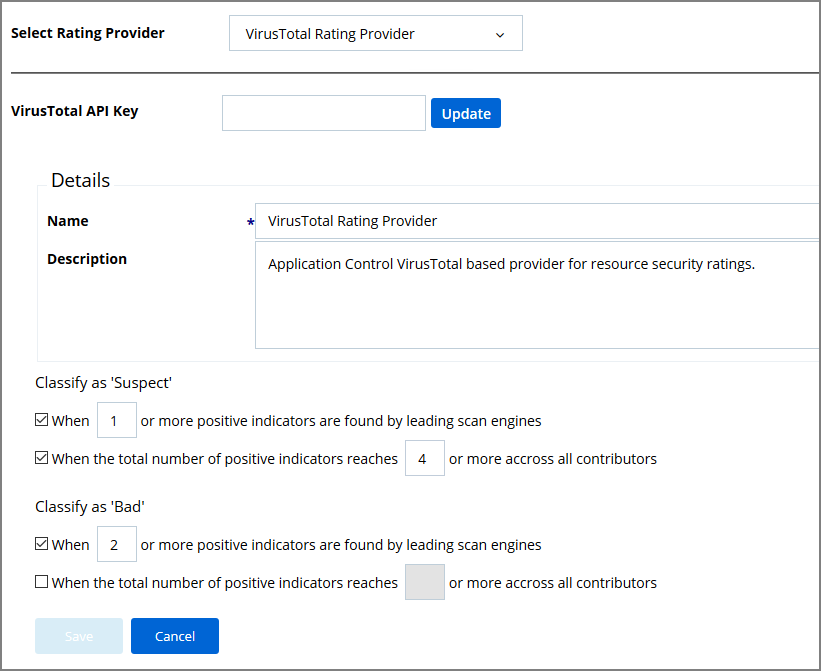 Select Rating Provider VirusTotal Rating Provider
VirusTotal API Key Update
Details
Name * VirusTotal Rating Provider
Description Application Control VirusTotal based provider for resource security ratings.
Classify as 'Suspect'
When 1 or more positive indicators are found by leading scan engines
When the total number of positive indicators reaches 4 or more accross all contributors
Classify as 'Bad'
When 2 or more positive indicators are found by leading scan engines
When the total number of positive indicators reaches or more accross all contributors
Save Cancel